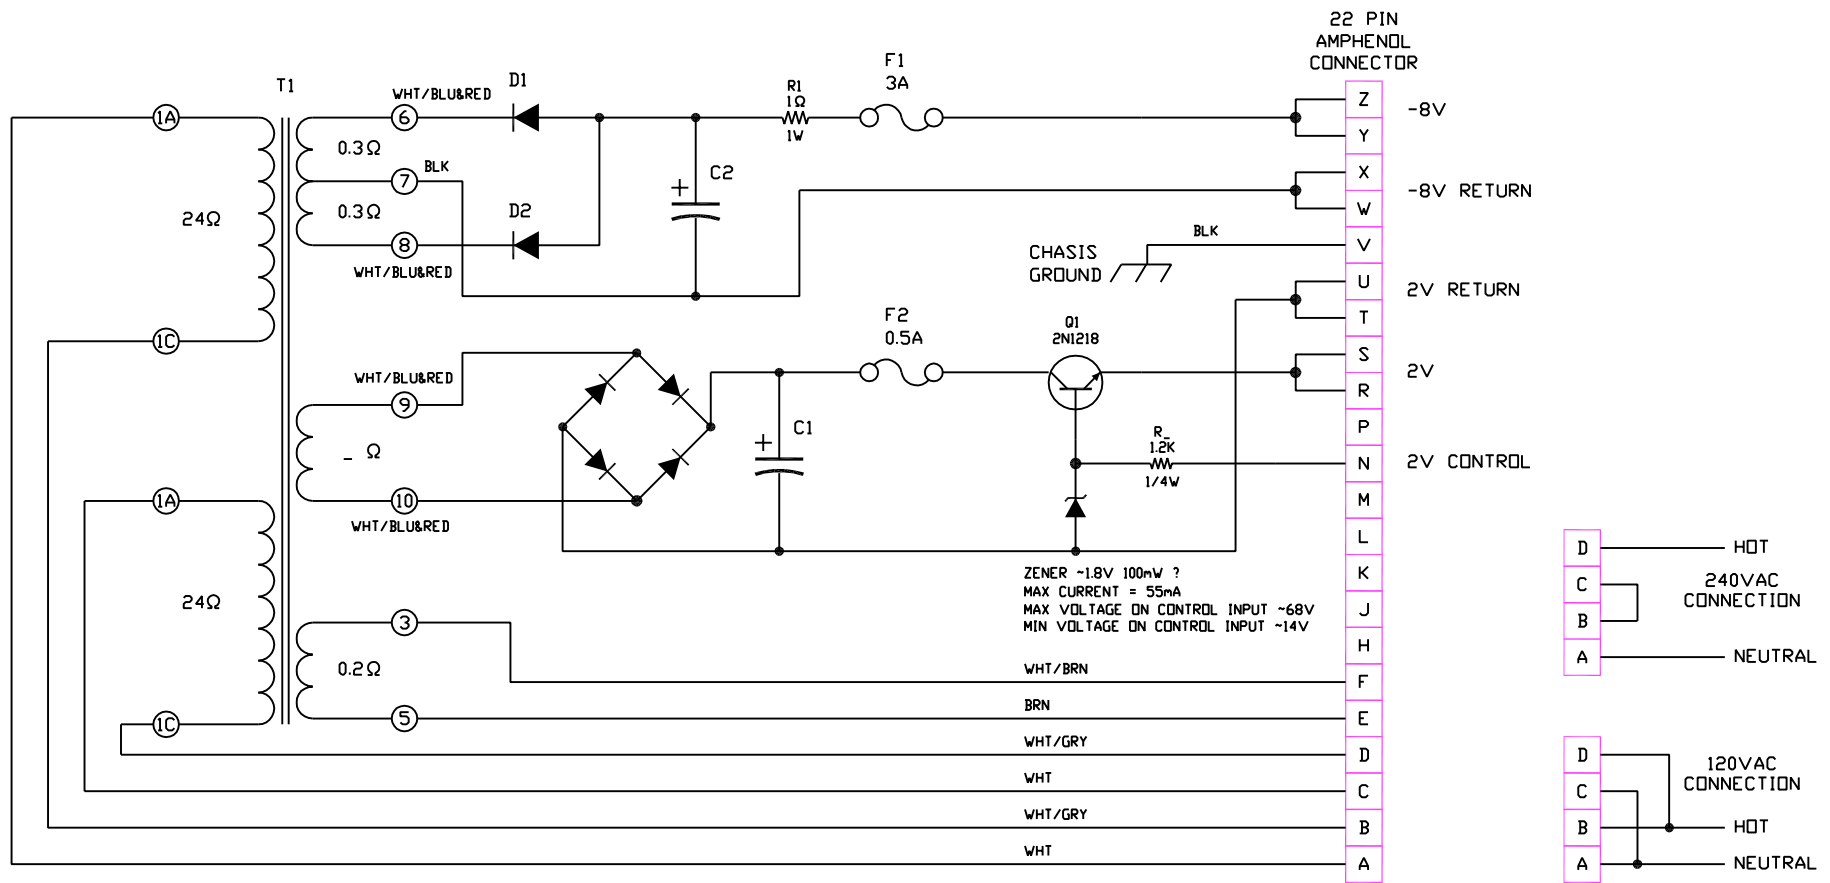 22 PIN
AMPHENOL
CONNECTOR
T1
1A
WHT/BLU&RED
6
D1
R1
1Ω
1W
F1
3A
Z
-8V
Y
0.3Ω
BLK
7
C2
+
X
-8V RETURN
W
24Ω
0.3Ω
D2
8
WHT/BLU&RED
CHASIS
GROUND
BLK
V
U
2V RETURN
T
1C
F2
0.5A
Q1
2N1218
S
2V
R
WHT/BLU&RED
9
C1
+
P
_ Ω
R_
1.2K
1/4W
N
2V CONTROL
1A
10
WHT/BLU&RED
M
L
ZENER ~1.8V 100mW ?
MAX CURRENT = 55mA
MAX VOLTAGE ON CONTROL INPUT ~68V
MIN VOLTAGE ON CONTROL INPUT ~14V
K
J
H
24Ω
3
0.2Ω
WHT/BRN
F
1C
5
BRN
E
WHT/GRY
D
WHT
C
WHT/GRY
B
WHT
A
D
HOT
C
240VAC
CONNECTION
B
A
NEUTRAL
D
120VAC
CONNECTION
C
B
HOT
A
NEUTRAL